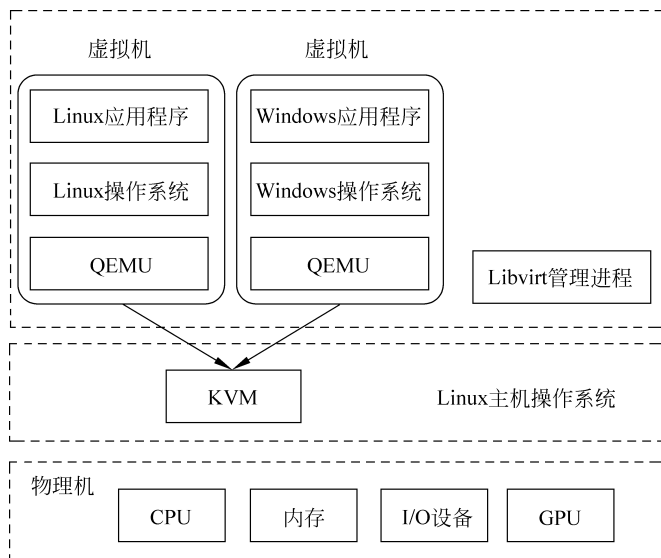 虚拟机
虚拟机
Linux应用程序
Windows应用程序
Linux操作系统
Windows操作系统
QEMU
QEMU
Libvirt管理进程
KVM
Linux主机操作系统
物理机
CPU
内存
I/O设备
GPU